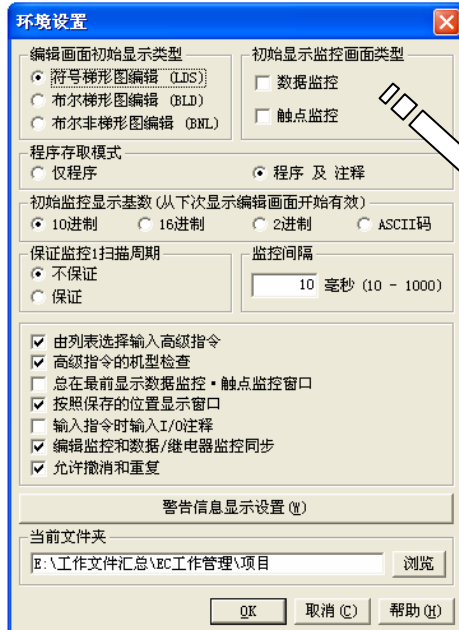 环境设置
编辑画面初始显示类型
符号梯形图编辑 (LDS)
布尔梯形图编辑 (BLD)
布尔非梯形图编辑 (BNL)
初始显示监控画面类型
数据监控
触点监控
程序存取模式
仅程序
程序 及 注释
初始监控显示基数(从下次显示编辑画面开始有效)
10进制 16进制 2进制 ASCII码
保证监控1扫描周期
不保证
保证
监控间隔
10 毫秒 (10 - 1000)
由列表选择输入高级指令
高级指令的机型检查
总在最前显示数据监控・触点监控窗口
按照保存的位置显示窗口
输入指令时输入I/O注释
编辑监控和数据/继电器监控同步
允许撤消和重复
警告信息显示设置(W)
当前文件夹
E:\工作文件汇总\EC工作管理\项目 浏览
OK 取消(C) 帮助(H)